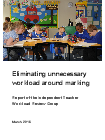 Eliminating unnecessary
workload around marking
Report of the Independent Teacher
Workload Review Group
March 2016